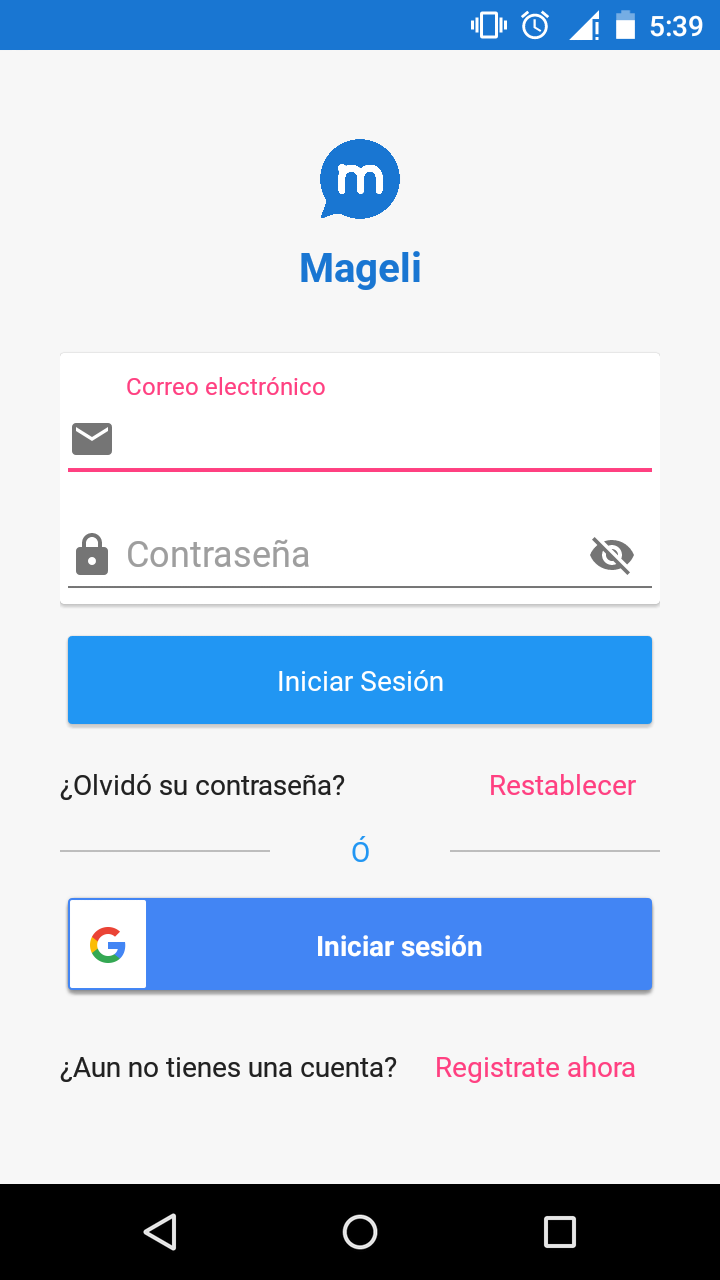 5:39
m
Mageli
Correo electrónico
Contraseña
Iniciar Sesión
¿Olvidó su contraseña? Restablecer
Ó
G Iniciar sesión
¿Aun no tienes una cuenta? Registrate ahora